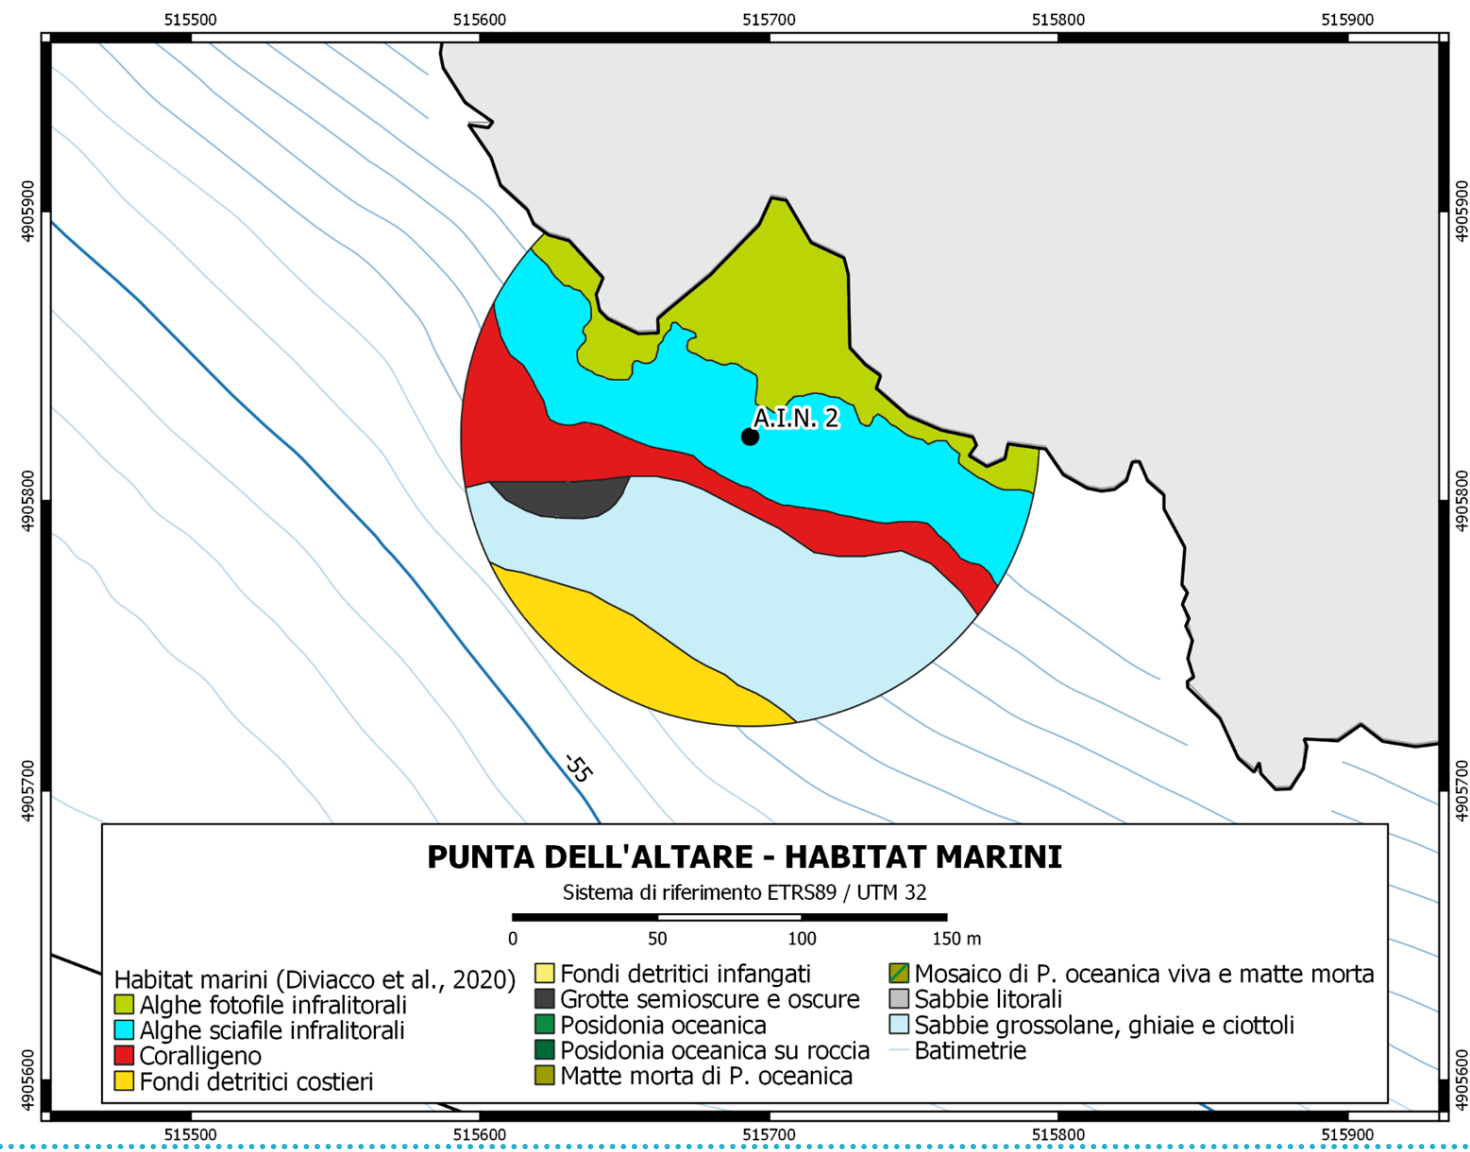 515500 515600 515700 515800 515900
4905900 4905900
A.I.N. 2
4905800 4905800
-55
4905700 4905700
PUNTA DELL'ALTARE - HABITAT MARINI
Sistema di riferimento ETRS89 / UTM 32
0 50 100 150 m
Habitat marini (Diviacco et al., 2020)
Alghe fotofile infralitorali
Alghe sciafile infralitorali
Coralligeno
Fondi detritici costieri
Fondi detritici infangati
Grotte semioscure e oscure
Posidonia oceanica
Posidonia oceanica su roccia
Matte morta di P. oceanica
Mosaico di P. oceanica viva e matte morta
Sabbie litorali
Sabbie grossolane, ghiaie e ciottoli
Batimetrie
4905600 4905600
515500 515600 515700 515800 515900